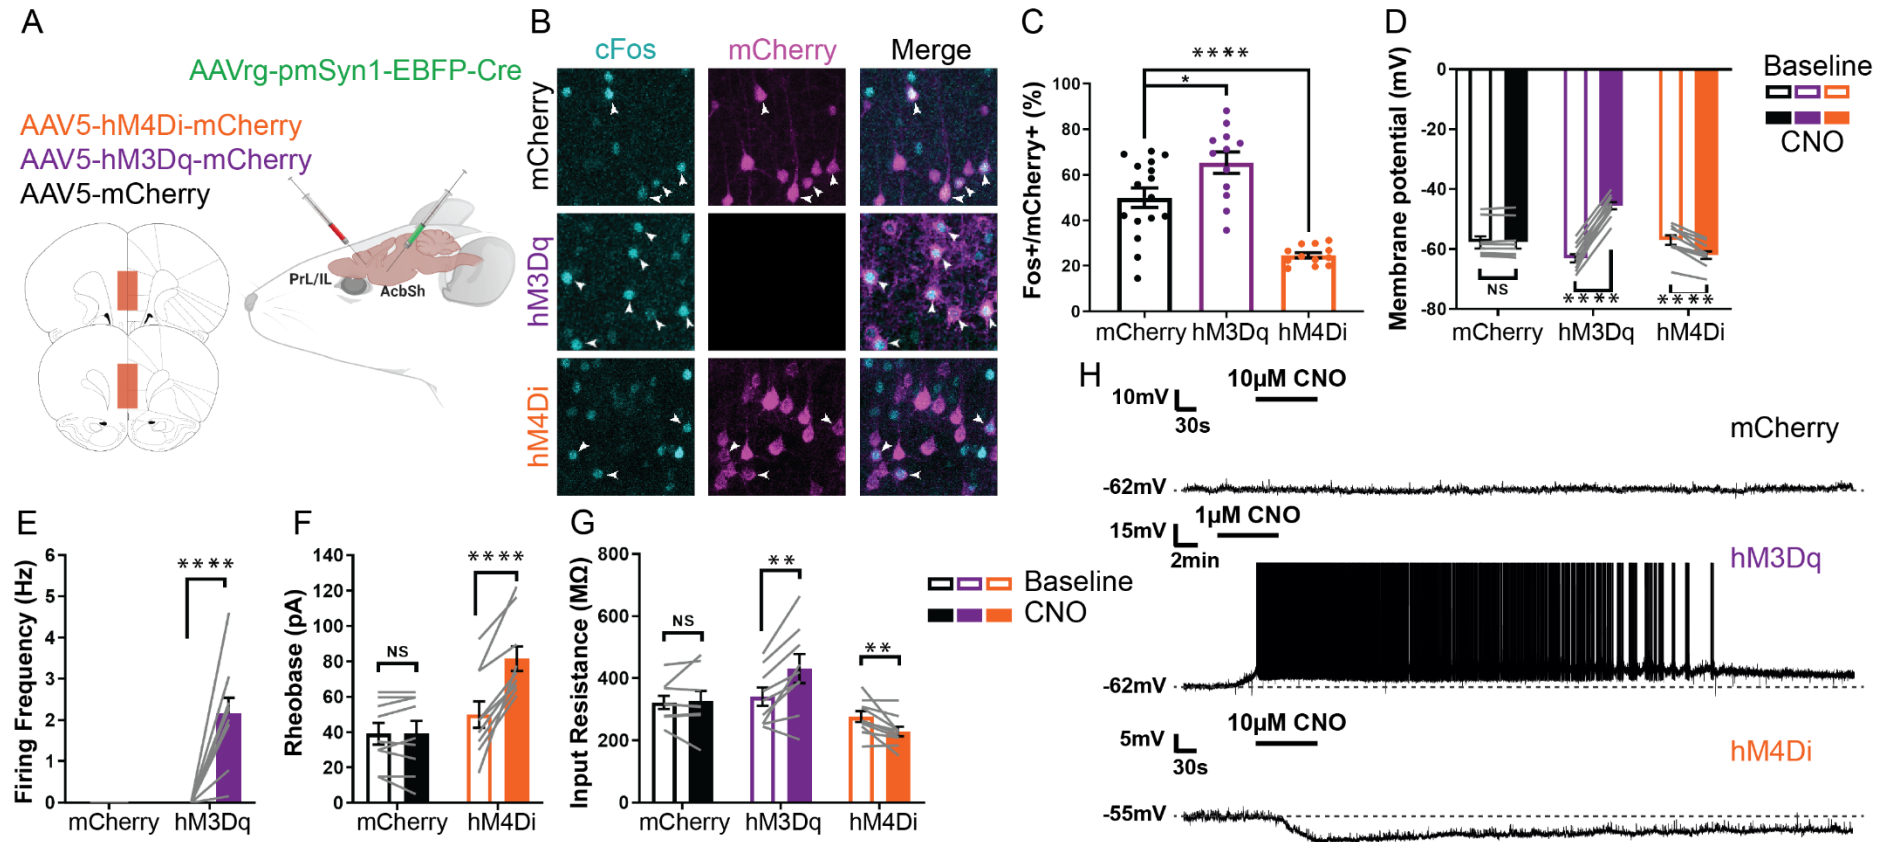 A
AAVrg-pmSyn1-EBFP-Cre
AAV5-hM4Di-mCherry
AAV5-hM3Dq-mCherry
AAV5-mCherry
PrL/IL
AcbSh
B
cFos
mCherry
Merge
mCherry
hM3Dq
hM4Di
C
****
*
Fos+/mCherry+ (%)
100
80
60
40
20
0
mCherry
hM3Dq
hM4Di
D
Membrane potential (mV)
0
-20
-40
-60
-80
NS
****
****
mCherry
hM3Dq
hM4Di
Baseline
CNO
E
Firing Frequency (Hz)
6
5
4
3
2
1
0
****
mCherry
hM3Dq
F
Rheobase (pA)
140
120
100
80
60
40
20
0
NS
****
mCherry
hM4Di
G
Input Resistance (MΩ)
800
600
400
200
0
NS
**
**
mCherry
hM3Dq
hM4Di
Baseline
CNO
H
10mV
30s
10μM CNO
mCherry
-62mV
1μM CNO
15mV
2min
hM3Dq
-62mV
10μM CNO
5mV
30s
hM4Di
-55mV